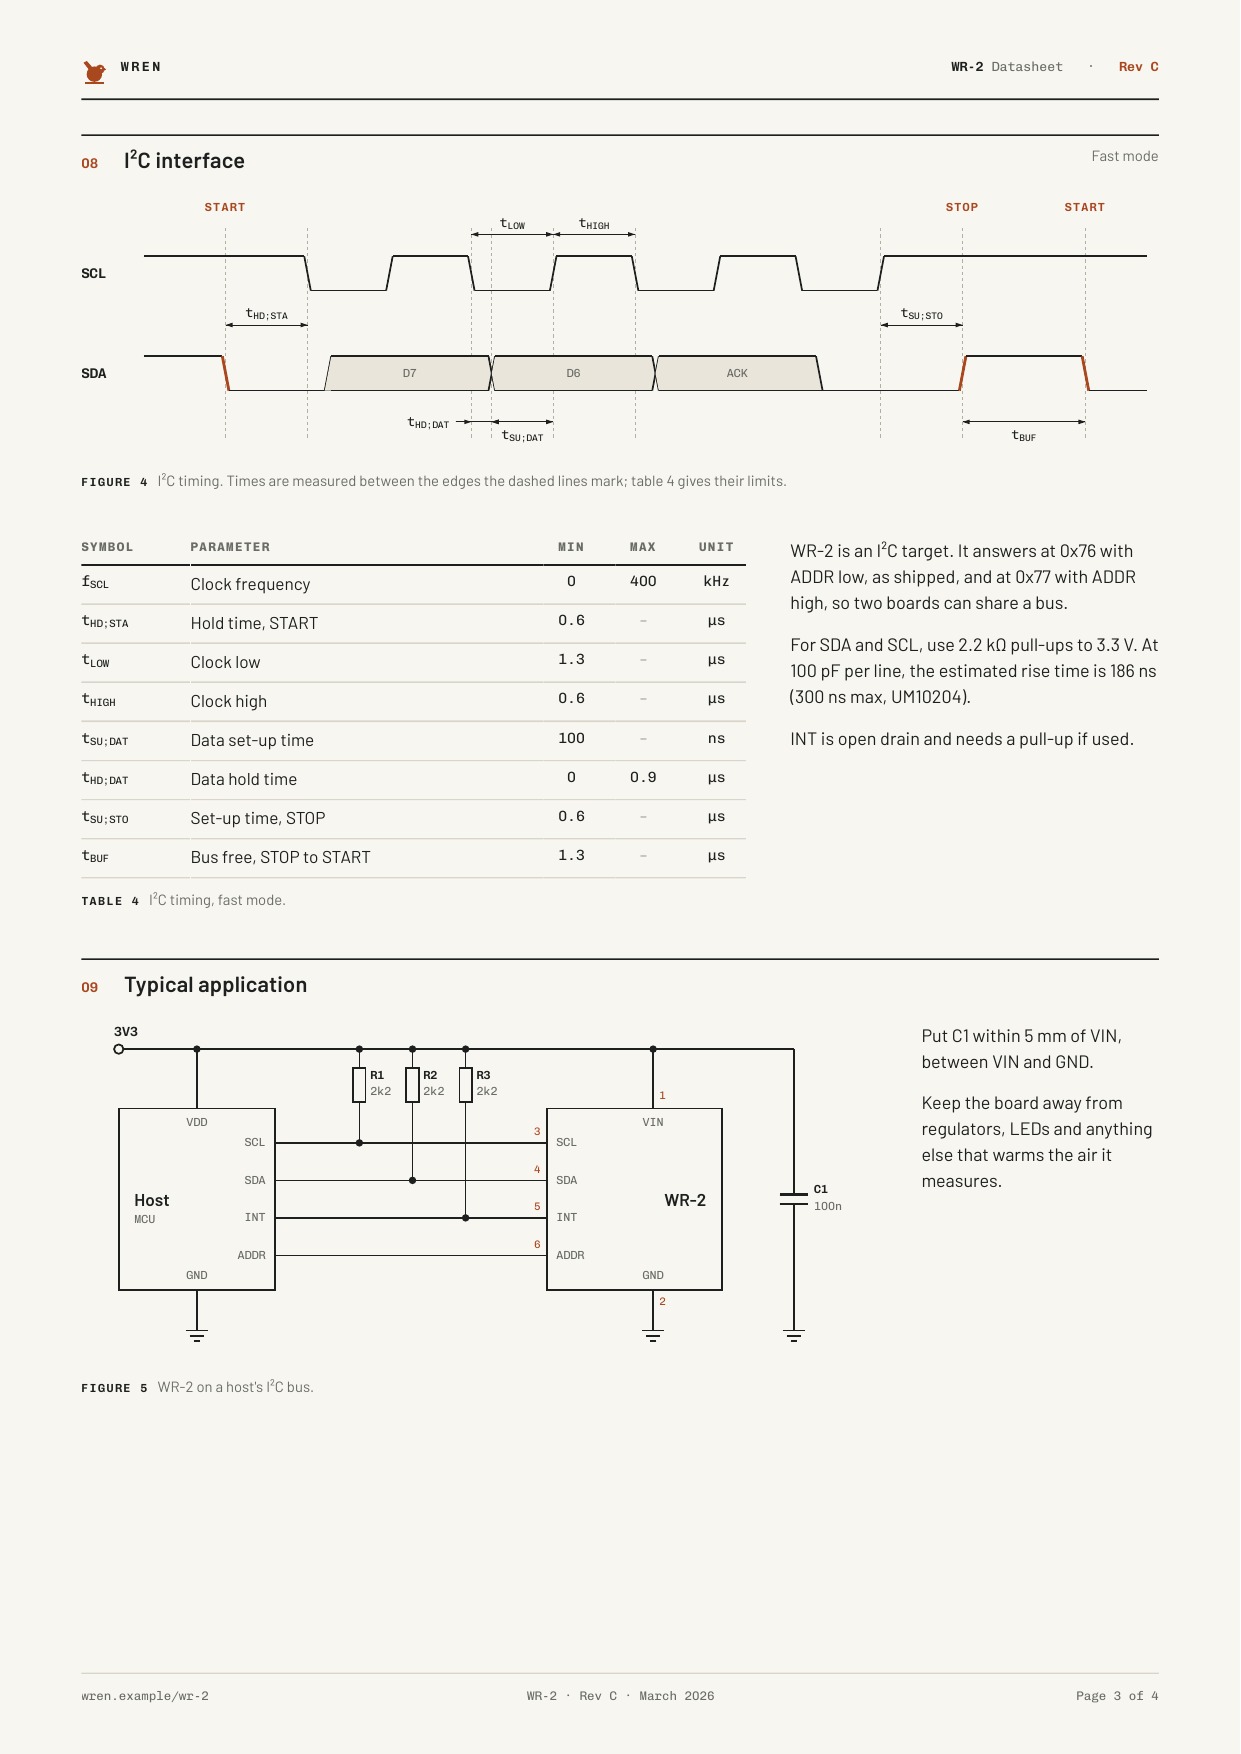 WREN
WR-2 Datasheet · Rev C
08 I²C interface
Fast mode
START STOP START
tLOW tHIGH
SCL
tHD;STA tSU;STO
SDA D7 D6 ACK
tHD;DAT tSU;DAT tBUF
FIGURE 4 I²C timing. Times are measured between the edges the dashed lines mark; table 4 gives their limits.
SYMBOL PARAMETER MIN MAX UNIT
fSCL Clock frequency 0 400 kHz
tHD;STA Hold time, START 0.6 – µs
tLOW Clock low 1.3 – µs
tHIGH Clock high 0.6 – µs
tSU;DAT Data set-up time 100 – ns
tHD;DAT Data hold time 0 0.9 µs
tSU;STO Set-up time, STOP 0.6 – µs
tBUF Bus free, STOP to START 1.3 – µs
TABLE 4 I²C timing, fast mode.
WR-2 is an I²C target. It answers at 0x76 with
ADDR low, as shipped, and at 0x77 with ADDR
high, so two boards can share a bus.
For SDA and SCL, use 2.2 kΩ pull-ups to 3.3 V. At
100 pF per line, the estimated rise time is 186 ns
(300 ns max, UM10204).
INT is open drain and needs a pull-up if used.
09 Typical application
3V3
R1 R2 R3
2k2 2k2 2k2
1
VDD VIN
SCL 3 SCL
SDA 4 SDA
Host WR-2
MCU
INT 5 INT
ADDR 6 ADDR
GND GND
2
C1
100n
Put C1 within 5 mm of VIN,
between VIN and GND.
Keep the board away from
regulators, LEDs and anything
else that warms the air it
measures.
FIGURE 5 WR-2 on a host's I²C bus.
wren.example/wr-2 WR-2 · Rev C · March 2026 Page 3 of 4